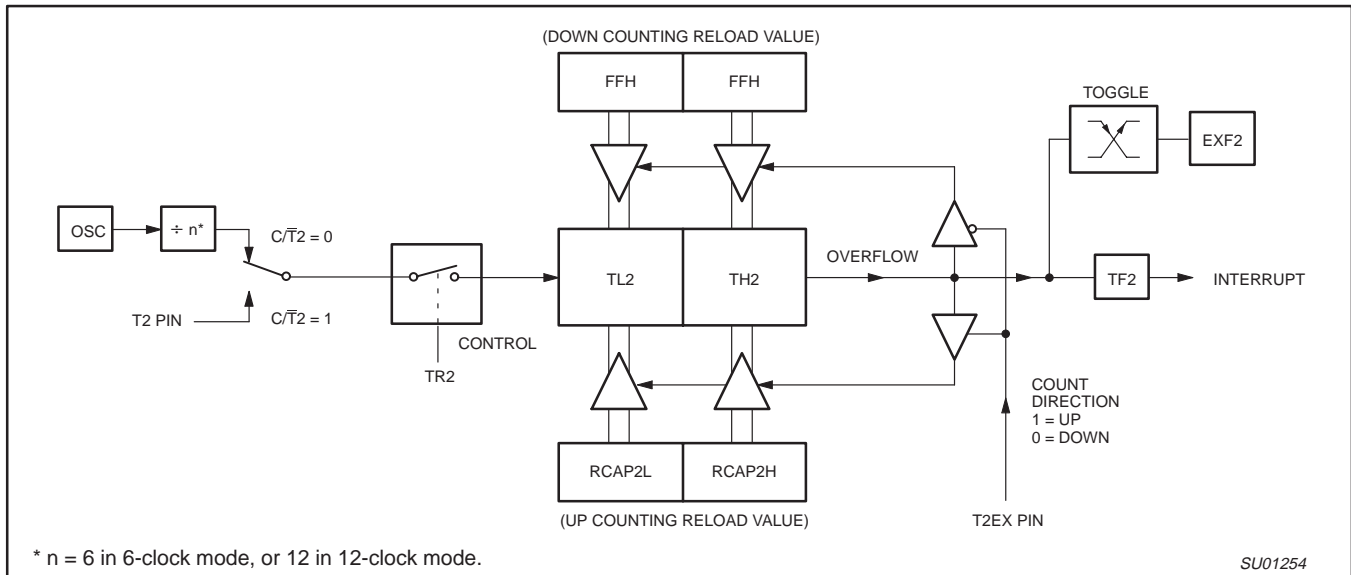 (DOWN COUNTING RELOAD VALUE)
FFH
FFH
TOGGLE
EXF2
OSC
÷ n*
C/T̅2 = 0
T2 PIN
C/T̅2 = 1
CONTROL
TR2
TL2
TH2
OVERFLOW
TF2
INTERRUPT
COUNT
DIRECTION
1 = UP
0 = DOWN
RCAP2L
RCAP2H
(UP COUNTING RELOAD VALUE)
T2EX PIN
* n = 6 in 6-clock mode, or 12 in 12-clock mode.
SU01254